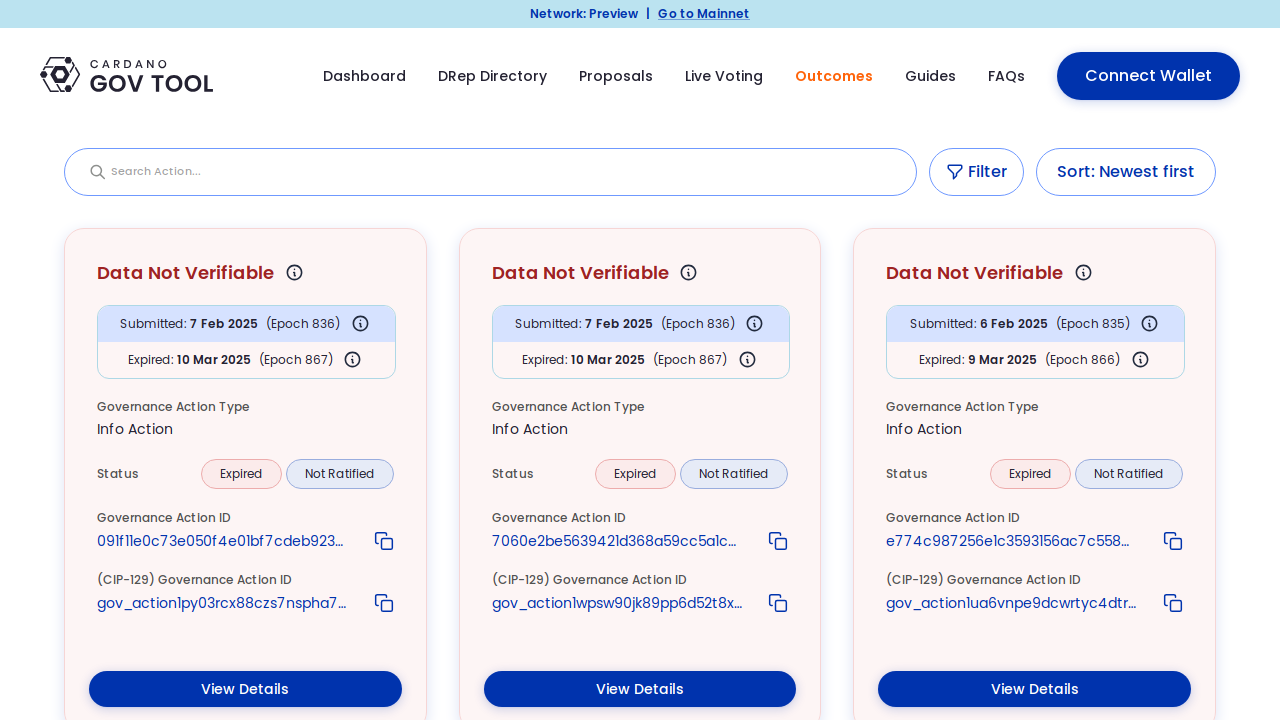 Network: Preview | Go to Mainnet
CARDANO
GOV TOOL
Dashboard DRep Directory Proposals Live Voting Outcomes Guides FAQs Connect Wallet
Search Action... Filter Sort: Newest first
Data Not Verifiable
Submitted: 7 Feb 2025 (Epoch 836)
Expired: 10 Mar 2025 (Epoch 867)
Governance Action Type
Info Action
Status Expired Not Ratified
Governance Action ID
091f11e0c73e050f4e01bf7cdeb923...
(CIP-129) Governance Action ID
gov_action1py03rcx88czs7nspha7...
View Details
Data Not Verifiable
Submitted: 7 Feb 2025 (Epoch 836)
Expired: 10 Mar 2025 (Epoch 867)
Governance Action Type
Info Action
Status Expired Not Ratified
Governance Action ID
7060e2be5639421d368a59cc5a1c...
(CIP-129) Governance Action ID
gov_action1wpsw90jk89pp6d52t8x...
View Details
Data Not Verifiable
Submitted: 6 Feb 2025 (Epoch 835)
Expired: 9 Mar 2025 (Epoch 866)
Governance Action Type
Info Action
Status Expired Not Ratified
Governance Action ID
e774c987256e1c3593156ac7c558...
(CIP-129) Governance Action ID
gov_action1ua6vnpe9dcwrtyc4dtr...
View Details